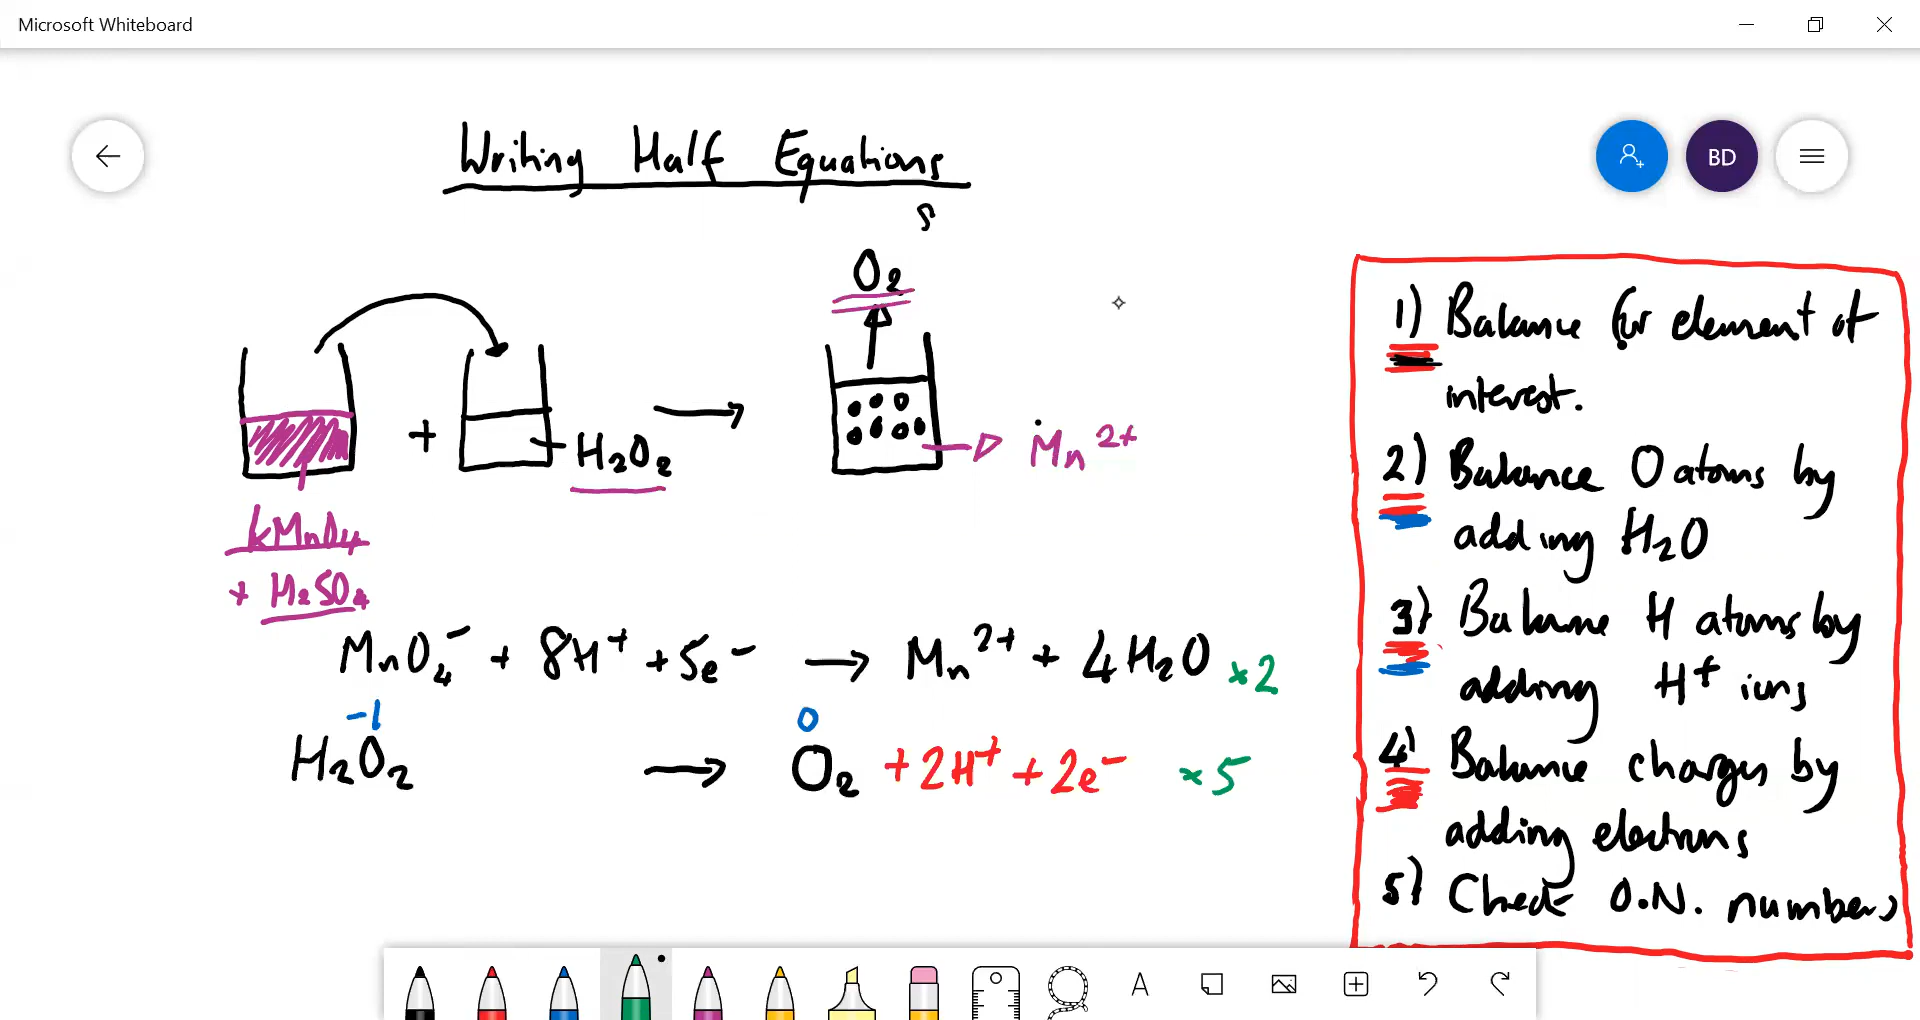 Microsoft Whiteboard
Writing Half Equations
s
BD
O₂
+
H₂O₂
Mn²⁺
KMnO₄
+ H₂SO₄
MnO₄⁻ + 8H⁺ + 5e⁻ → Mn²⁺ + 4H₂O ×2
-1
0
H₂O₂ → O₂ + 2H⁺ + 2e⁻ ×5
1) Balance for element of
interest.
2) Balance O atoms by
adding H₂O
3) Balance H atoms by
adding H⁺ ions
4) Balance charges by
adding electrons
5) Check O.N. numbers
A